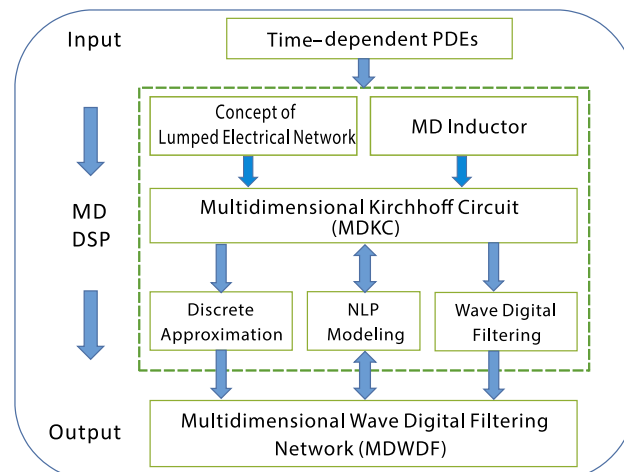 Input
Time-dependent PDEs
Concept of
Lumped Electrical Network
MD Inductor
MD
DSP
Multidimensional Kirchhoff Circuit
(MDKC)
Discrete
Approximation
NLP
Modeling
Wave Digital
Filtering
Output
Multidimensional Wave Digital Filtering
Network (MDWDF)